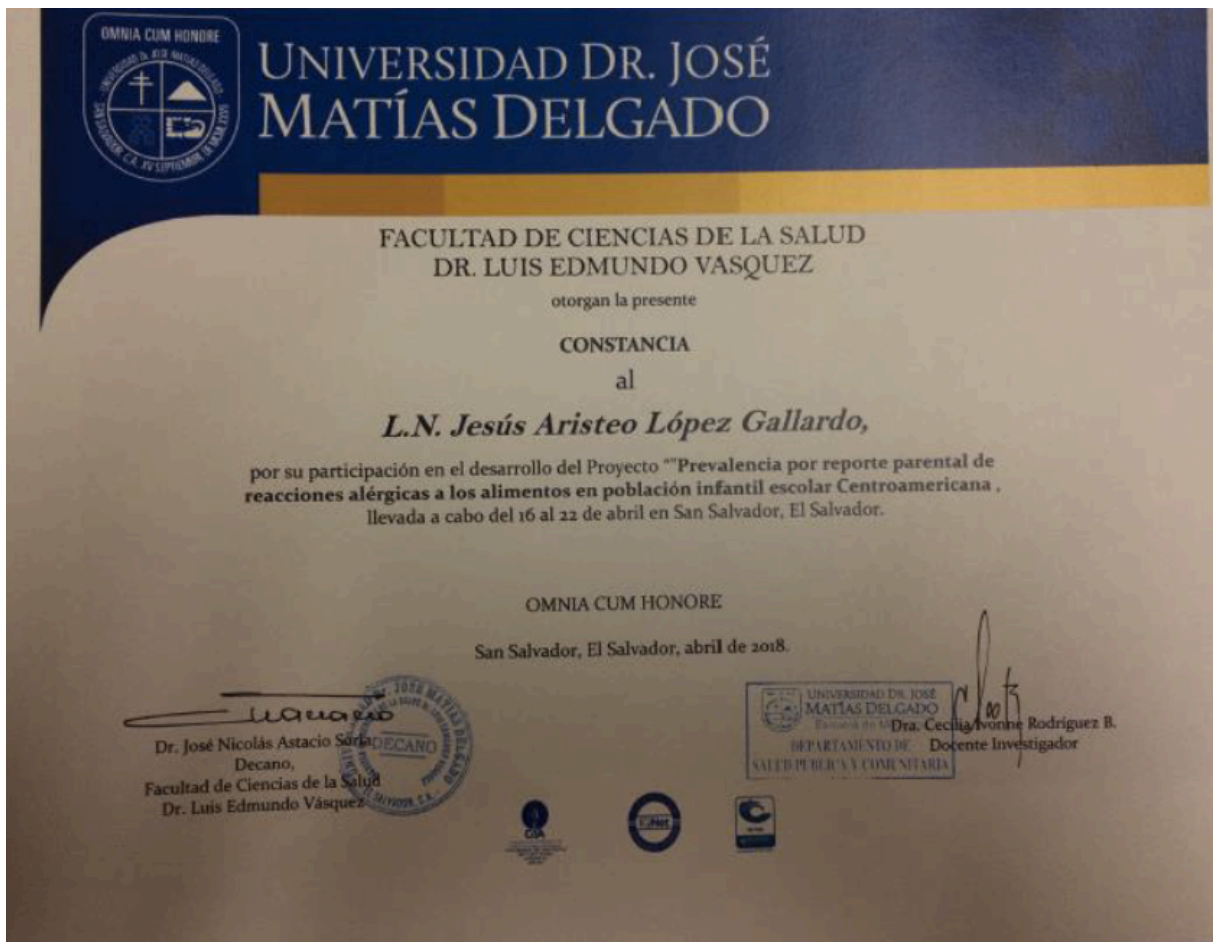 OMNIA CUM HONORE
UNIVERSIDAD DR. JOSÉ
MATÍAS DELGADO
FACULTAD DE CIENCIAS DE LA SALUD
DR. LUIS EDMUNDO VASQUEZ
otorgan la presente
CONSTANCIA
al
L.N. Jesús Aristeo López Gallardo,
por su participación en el desarrollo del Proyecto “"Prevalencia por reporte parental de
reacciones alérgicas a los alimentos en población infantil escolar Centroamericana ,
llevada a cabo del 16 al 22 de abril en San Salvador, El Salvador.
OMNIA CUM HONORE
San Salvador, El Salvador, abril de 2018.
Dr. José Nicolás Astacio Soria
Decano,
Facultad de Ciencias de la Salud
Dr. Luis Edmundo Vásquez
DECANO
UNIVERSIDAD DR. JOSÉ
MATÍAS DELGADO
DEPARTAMENTO DE
SALUD PUBLICA Y COMUNITARIA
Dra. Cecilia Ivonne Rodriguez B.
Docente Investigador
IQNet